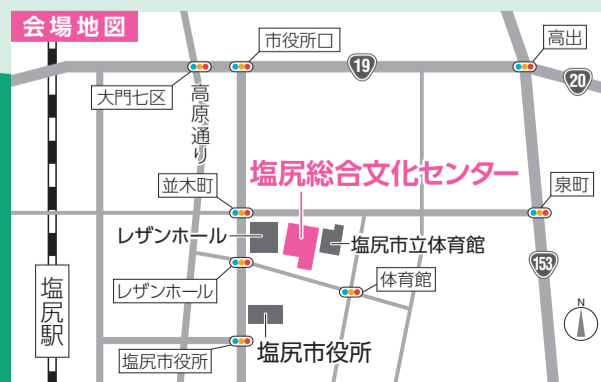 会場地図
市役所口
高出
19
20
大門七区
高原通り
並木町
塩尻総合文化センター
泉町
レザンホール
塩尻市立体育館
153
レザンホール
体育館
塩尻駅
N
塩尻市役所
塩尻市役所